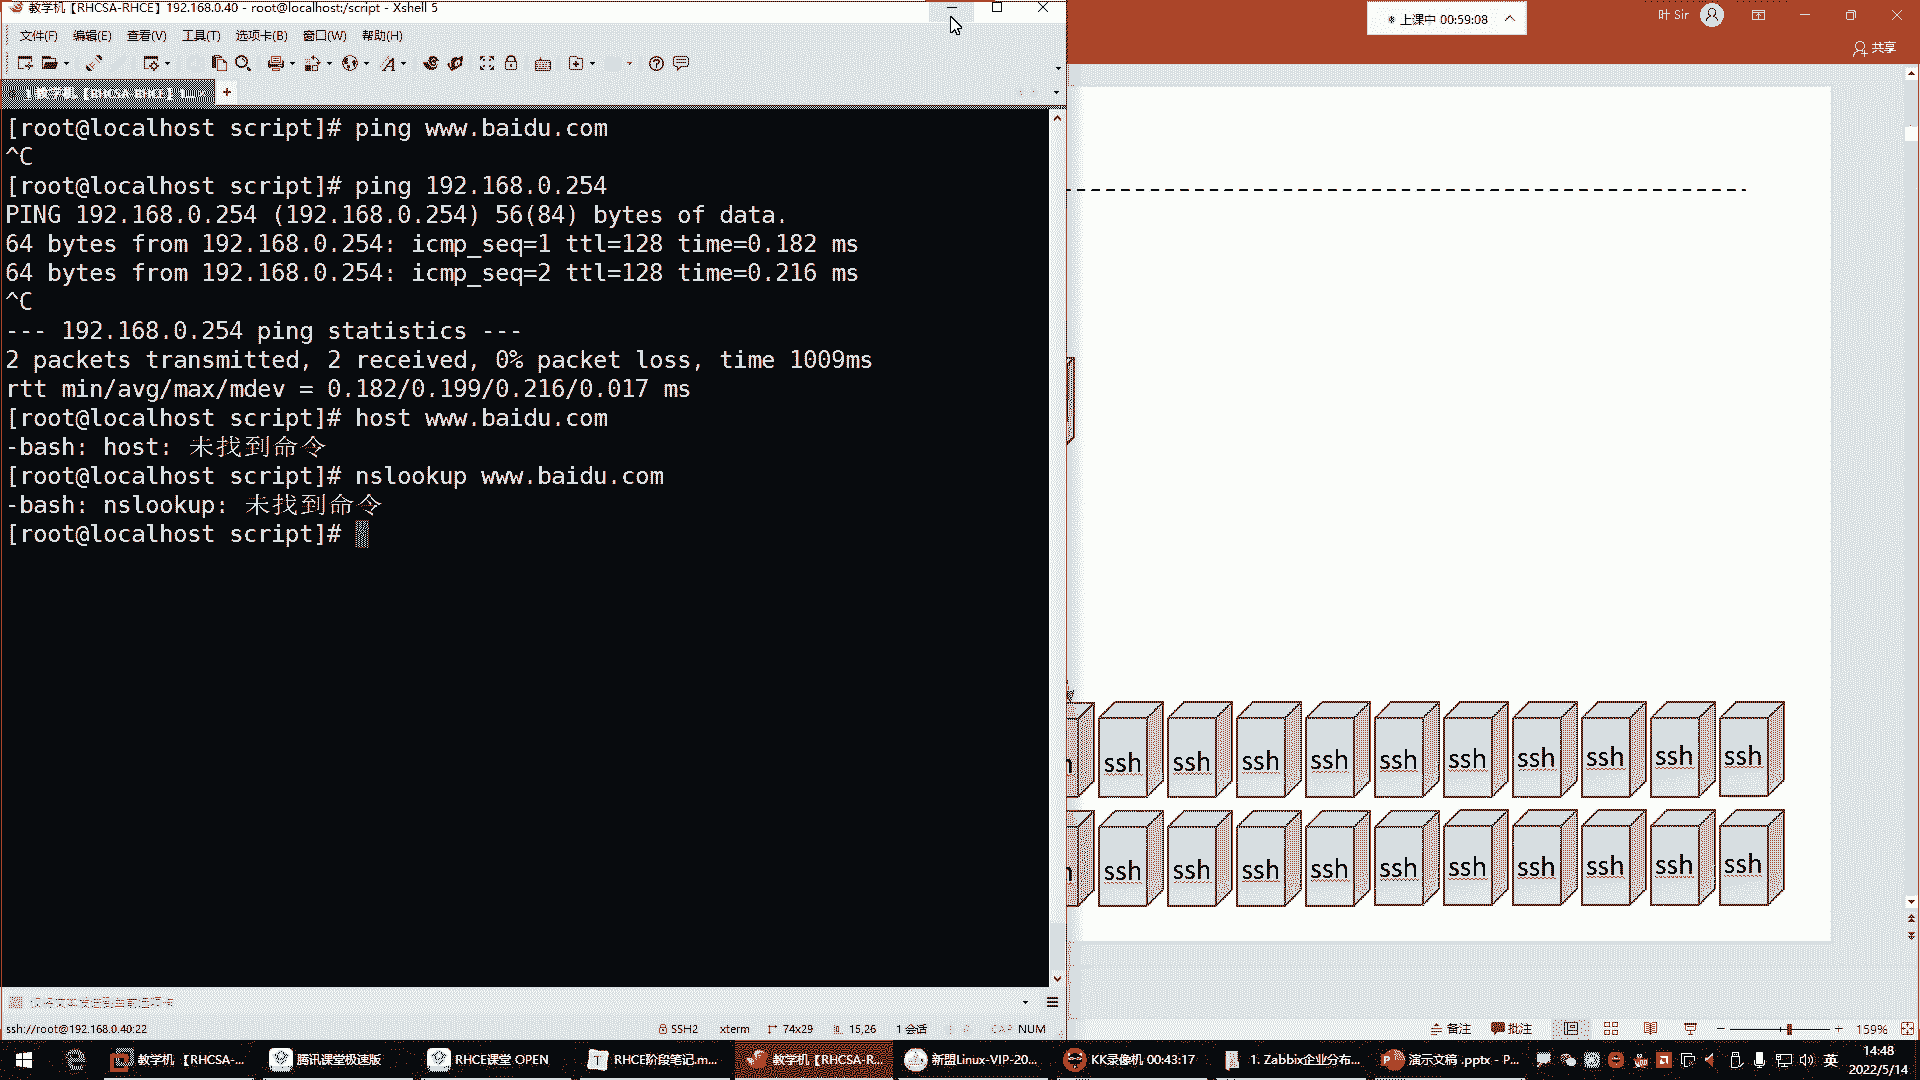 教学机【RHCSA-RHCE】192.168.0.40 - root@localhost:/script - Xshell 5
文件(F) 编辑(E) 查看(V) 工具(T) 选项卡(B) 窗口(W) 帮助(H)
[root@localhost script]# ping www.baidu.com
^C
[root@localhost script]# ping 192.168.0.254
PING 192.168.0.254 (192.168.0.254) 56(84) bytes of data.
64 bytes from 192.168.0.254: icmp_seq=1 ttl=128 time=0.182 ms
64 bytes from 192.168.0.254: icmp_seq=2 ttl=128 time=0.216 ms
^C
--- 192.168.0.254 ping statistics ---
2 packets transmitted, 2 received, 0% packet loss, time 1009ms
rtt min/avg/max/mdev = 0.182/0.199/0.216/0.017 ms
[root@localhost script]# host www.baidu.com
-bash: host: 未找到命令
[root@localhost script]# nslookup www.baidu.com
-bash: nslookup: 未找到命令
[root@localhost script]#
ssh://root@192.168.0.40:22 SSH2 xterm 74x29 15,26 1 会话 CAP NUM
上课中 00:59:08
叶 Sir
共享
ssh ssh ssh ssh ssh ssh ssh ssh ssh ssh
ssh ssh ssh ssh ssh ssh ssh ssh ssh ssh
备注 批注 159%
教学机 【RHCSA-... 腾讯课堂极速版 RHCE课堂 OPEN RHCE阶段笔记.m... 教学机【RHCSA-R... 新盟Linux-VIP-20... KK录像机 00:43:17 1. Zabbix企业分布... 演示文稿 .pptx - P... 英
14:48
2022/5/14